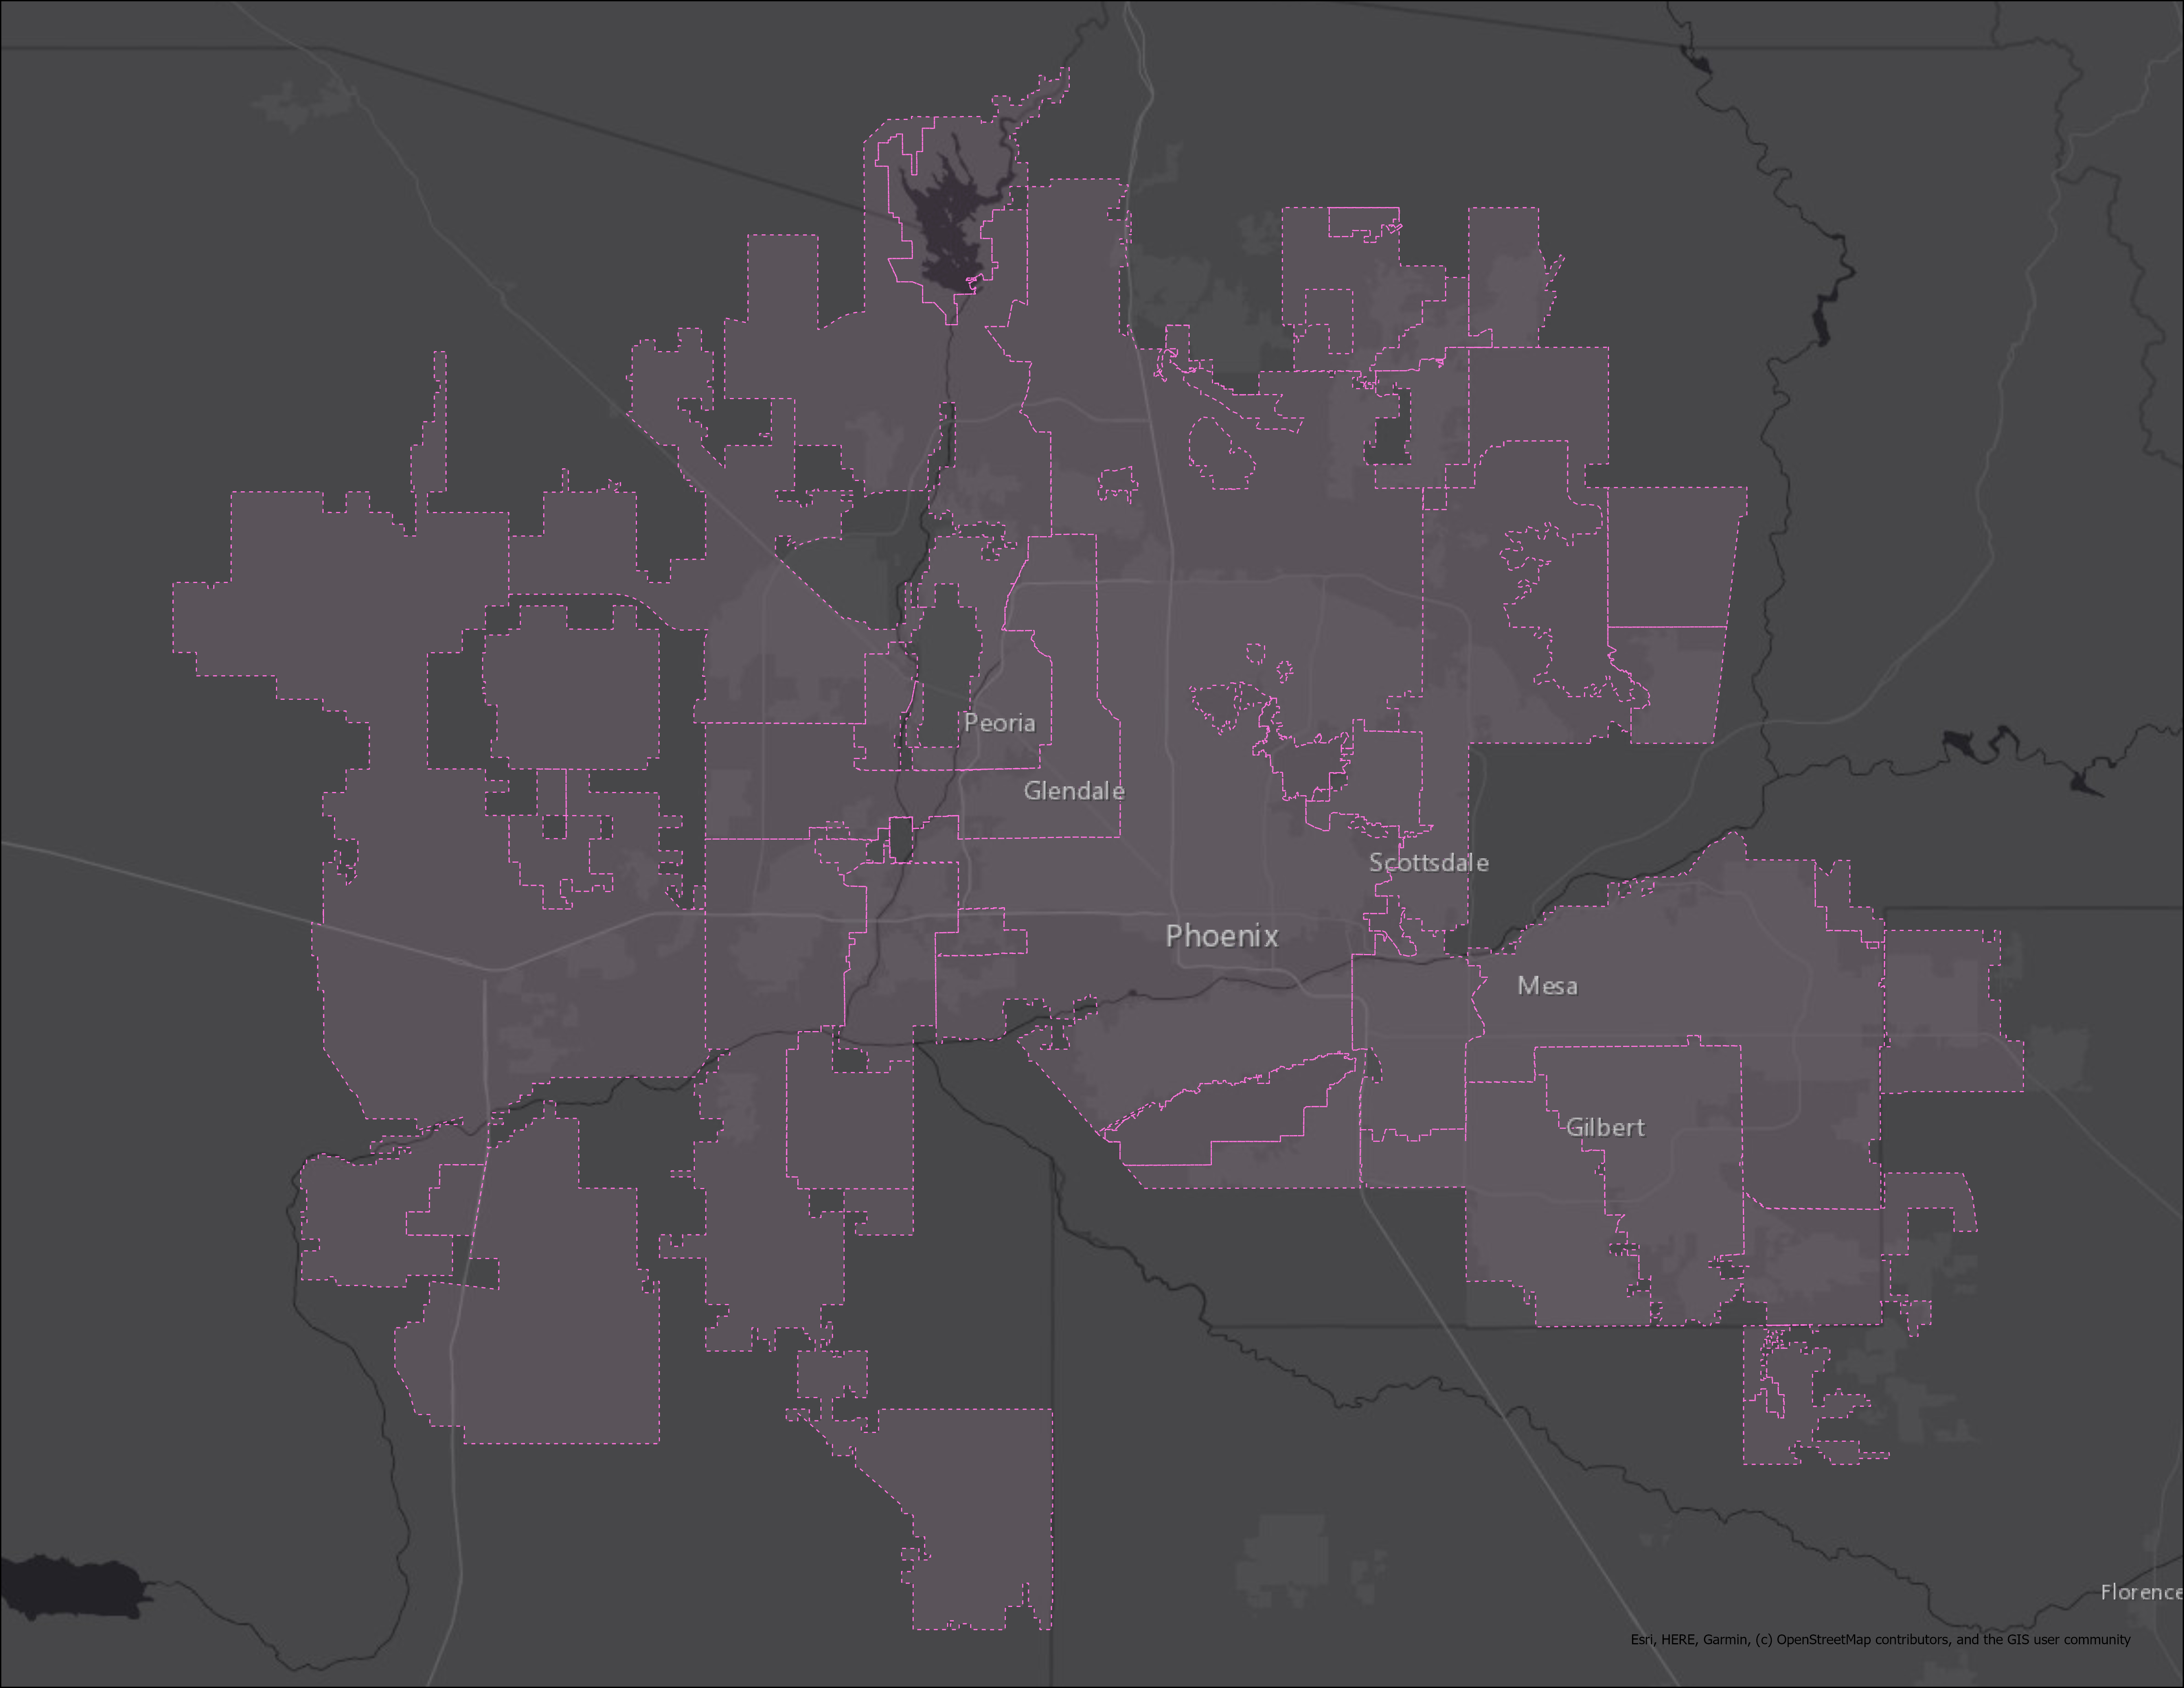 Peoria
Glendale
Scottsdale
Phoenix
Mesa
Gilbert
Florence
Esri, HERE, Garmin, (c) OpenStreetMap contributors, and the GIS user community